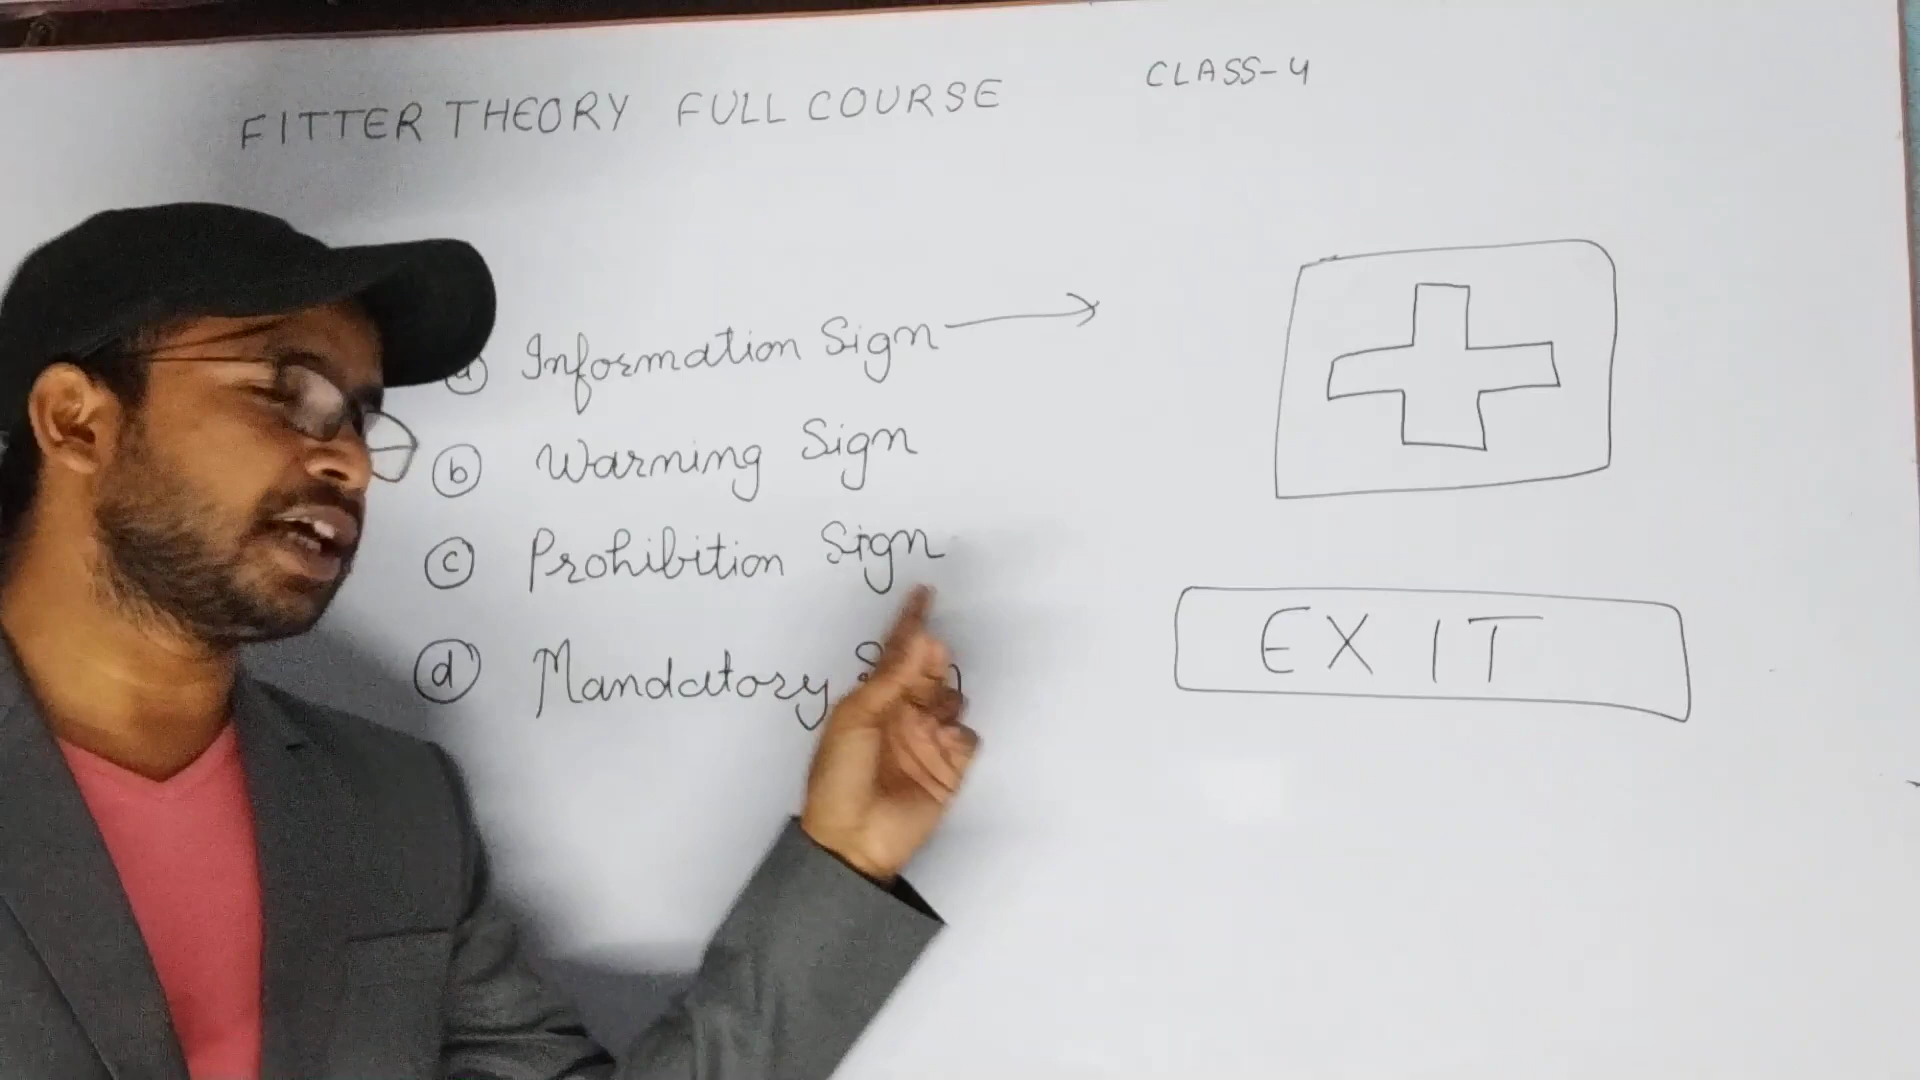 FITTER THEORY FULL COURSE CLASS-4
a Information Sign
b Warning Sign
c Prohibition Sign
d Mandatory
EXIT